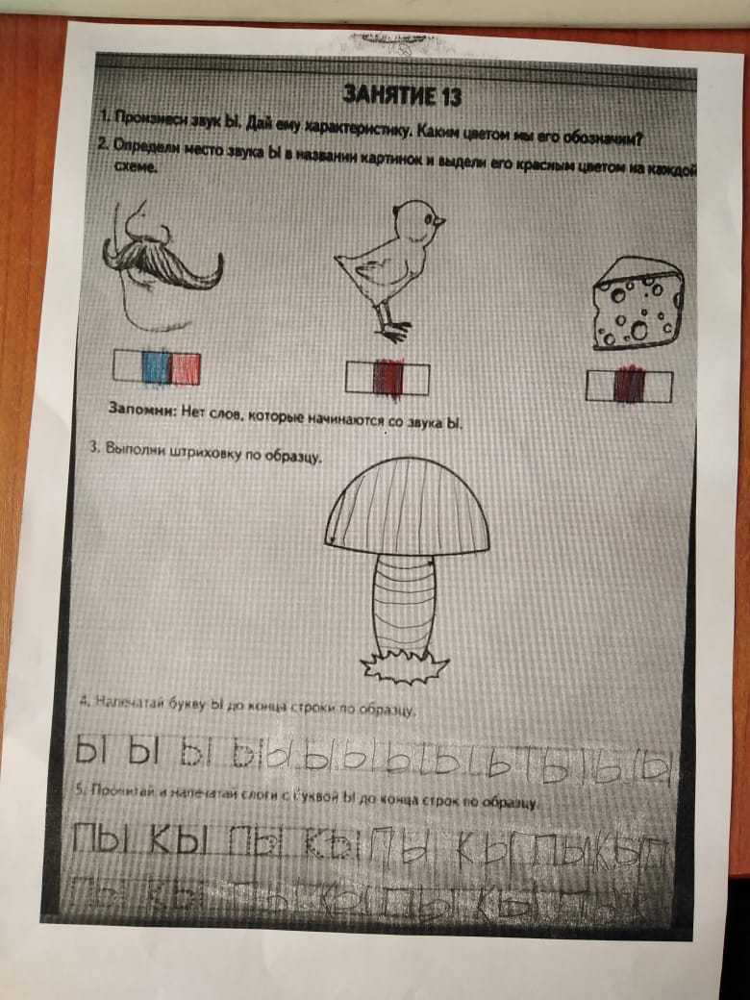 ЗАНЯТИЕ 13
1. Произнеси звук Ы. Дай ему характеристику. Каким цветом мы его обозначим?
2. Определи место звука Ы в названии картинок и выдели его красным цветом на каждой
схеме.
Запомни: Нет слов, которые начинаются со звука Ы.
3. Выполни штриховку по образцу.
4. Напечатай букву Ы до конца строки по образцу.
Ы Ы Ы Ы Ы Ы Ы Ы Ы Ы Ы Ы Ы
5. Прочитай и напечатай слоги с буквой Ы до конца строк по образцу.
ПЫ КЫ ПЫ КЫ ПЫ КЫ ПЫ КЫ П
ПЫ КЫ ПЫ КЫ ПЫ КЫ ПЫ К